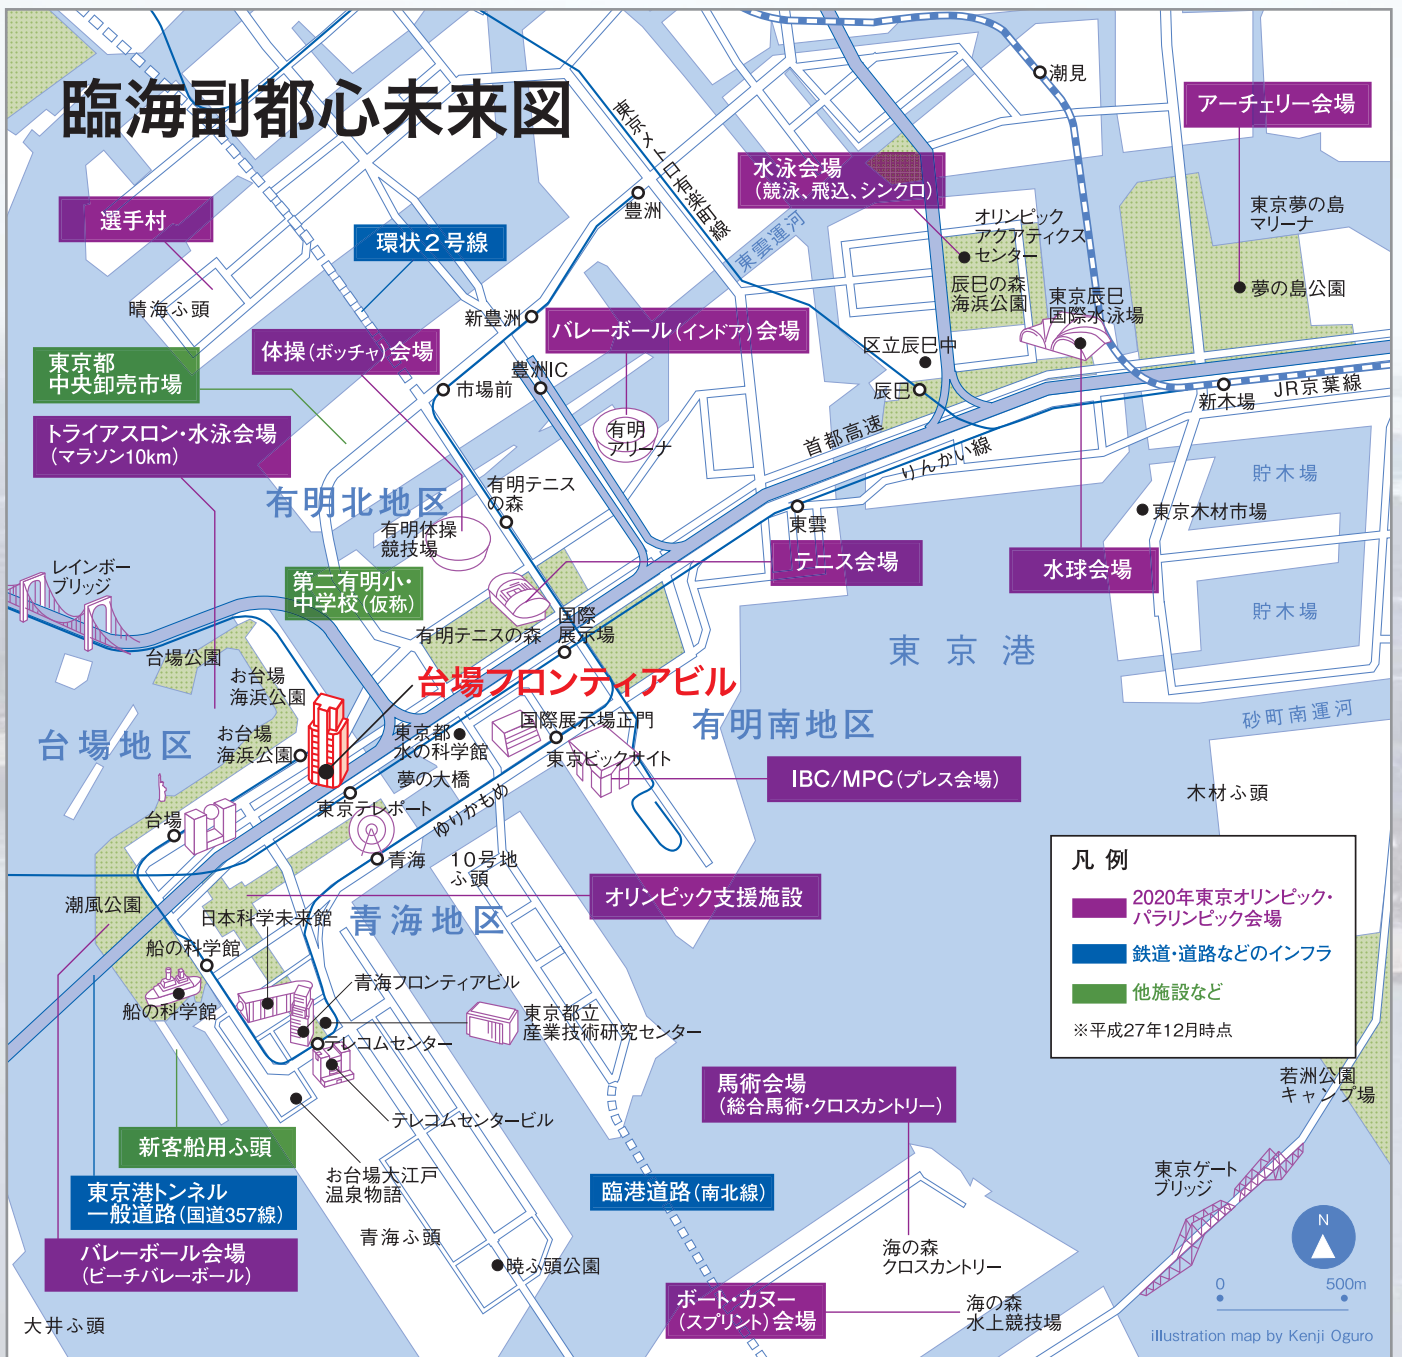 臨海副都心未来図
潮見
アーチェリー会場
東京メトロ有楽町線
水泳会場
(競泳、飛込、シンクロ)
選手村
豊洲
環状2号線
東雲運河
オリンピック
アクアティクス
センター
東京夢の島
マリーナ
辰巳の森
海浜公園
夢の島公園
晴海ふ頭
東京辰巳
国際水泳場
新豊洲
バレーボール(インドア)会場
体操(ボッチャ)会場
区立辰巳中
東京都
中央卸売市場
豊洲IC
市場前
辰巳
新木場
JR京葉線
トライアスロン・水泳会場
(マラソン10km)
有明
アリーナ
首都高速
りんかい線
貯木場
有明北地区
有明テニス
の森
有明体操
競技場
東雲
東京木材市場
レインボー
ブリッジ
第二有明小・
中学校(仮称)
テニス会場
水球会場
貯木場
有明テニスの森
国際
展示場
東京港
台場公園
お台場
海浜公園
台場フロンティアビル
有明南地区
砂町南運河
台場地区
お台場
海浜公園
東京都
水の科学館
国際展示場正門
東京ビックサイト
夢の大橋
IBC/MPC(プレス会場)
木材ふ頭
東京テレポート
ゆりかもめ
台場
青海
10号地
ふ頭
凡例
2020年東京オリンピック・
パラリンピック会場
鉄道・道路などのインフラ
他施設など
※平成27年12月時点
オリンピック支援施設
潮風公園
日本科学未来館
青海地区
船の科学館
青海フロンティアビル
船の科学館
東京都立
産業技術研究センター
テレコムセンター
若洲公園
キャンプ場
馬術会場
(総合馬術・クロスカントリー)
テレコムセンタービル
新客船用ふ頭
お台場大江戸
温泉物語
東京ゲート
ブリッジ
東京港トンネル
一般道路(国道357線)
臨港道路(南北線)
青海ふ頭
バレーボール会場
(ビーチバレーボール)
暁ふ頭公園
海の森
クロスカントリー
N
0 500m
ボート・カヌー
(スプリント)会場
海の森
水上競技場
大井ふ頭
illustration map by Kenji Oguro